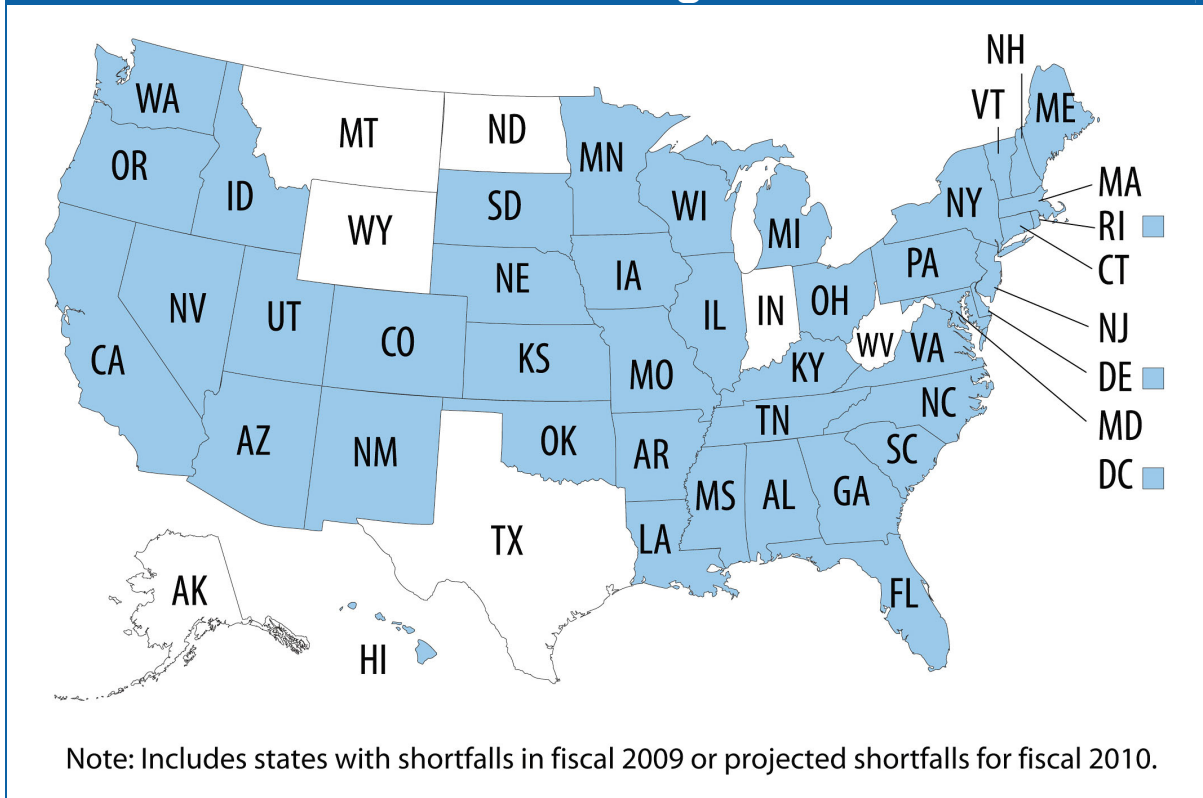 NH
VT
ME
WA
MT
ND
MN
OR
ID
SD
WI
MI
NY
MA
RI
WY
CT
PA
NE
IA
NV
UT
CO
IL
IN
OH
NJ
CA
KS
MO
KY
WV
VA
DE
NC
MD
AZ
NM
OK
AR
TN
SC
DC
MS
AL
GA
TX
LA
AK
FL
HI
Note: Includes states with shortfalls in fiscal 2009 or projected shortfalls for fiscal 2010.